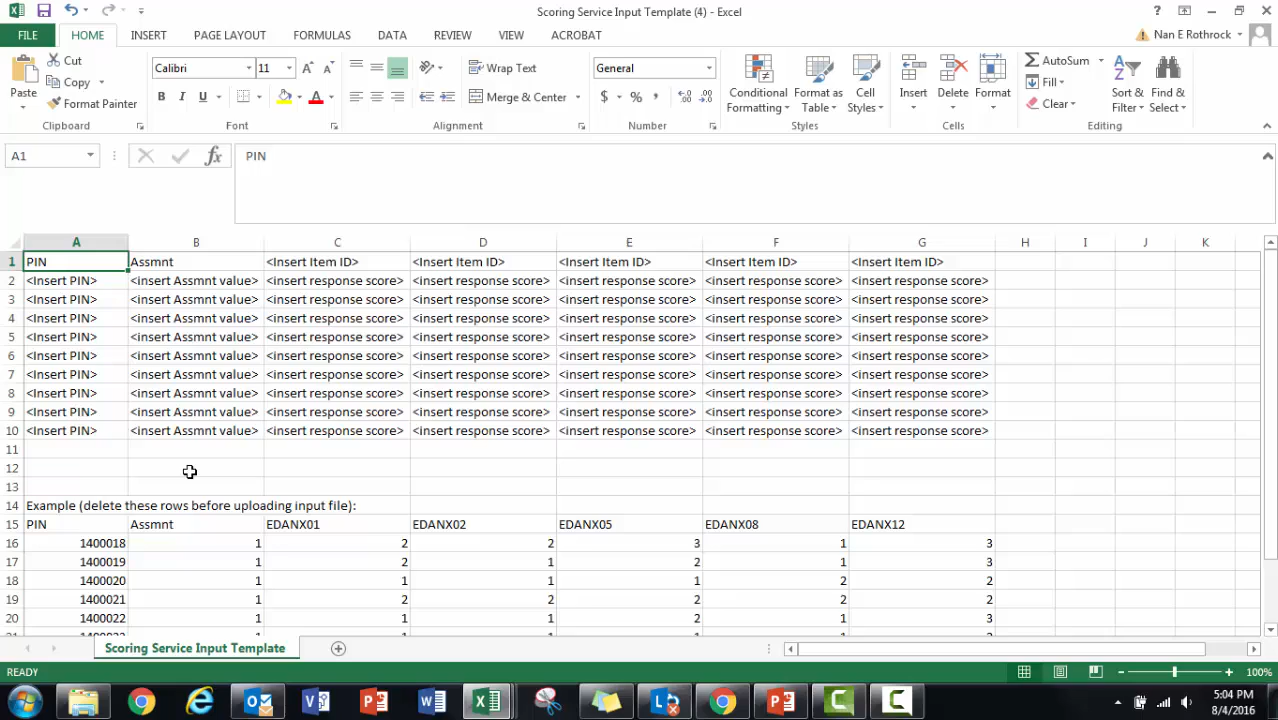 Scoring Service Input Template (4) - Excel
FILE HOME INSERT PAGE LAYOUT FORMULAS DATA REVIEW VIEW ACROBAT Nan E Rothrock
Paste
Cut
Copy
Format Painter
Clipboard
Calibri 11
B I U
Font
Wrap Text
Merge & Center
Alignment
General
$ % ,
Number
Conditional Formatting
Format as Table
Cell Styles
Styles
Insert Delete Format
Cells
AutoSum
Fill
Clear
Sort & Filter
Find & Select
Editing
A1 fx PIN
A B C D E F G H I J K
1 PIN Assmnt <Insert Item ID> <Insert Item ID> <Insert Item ID> <Insert Item ID> <Insert Item ID>
2 <Insert PIN> <insert Assmnt value> <insert response score> <insert response score> <insert response score> <insert response score> <insert response score>
3 <Insert PIN> <insert Assmnt value> <insert response score> <insert response score> <insert response score> <insert response score> <insert response score>
4 <Insert PIN> <insert Assmnt value> <insert response score> <insert response score> <insert response score> <insert response score> <insert response score>
5 <Insert PIN> <insert Assmnt value> <insert response score> <insert response score> <insert response score> <insert response score> <insert response score>
6 <Insert PIN> <insert Assmnt value> <insert response score> <insert response score> <insert response score> <insert response score> <insert response score>
7 <Insert PIN> <insert Assmnt value> <insert response score> <insert response score> <insert response score> <insert response score> <insert response score>
8 <Insert PIN> <insert Assmnt value> <insert response score> <insert response score> <insert response score> <insert response score> <insert response score>
9 <Insert PIN> <insert Assmnt value> <insert response score> <insert response score> <insert response score> <insert response score> <insert response score>
10 <Insert PIN> <insert Assmnt value> <insert response score> <insert response score> <insert response score> <insert response score> <insert response score>
11
12
13
14 Example (delete these rows before uploading input file):
15 PIN Assmnt EDANX01 EDANX02 EDANX05 EDANX08 EDANX12
16 1400018 1 2 2 3 1 3
17 1400019 1 2 1 2 1 3
18 1400020 1 1 1 1 2 2
19 1400021 1 2 2 2 2 2
20 1400022 1 1 1 2 1 3
Scoring Service Input Template
READY 100%
5:04 PM
8/4/2016